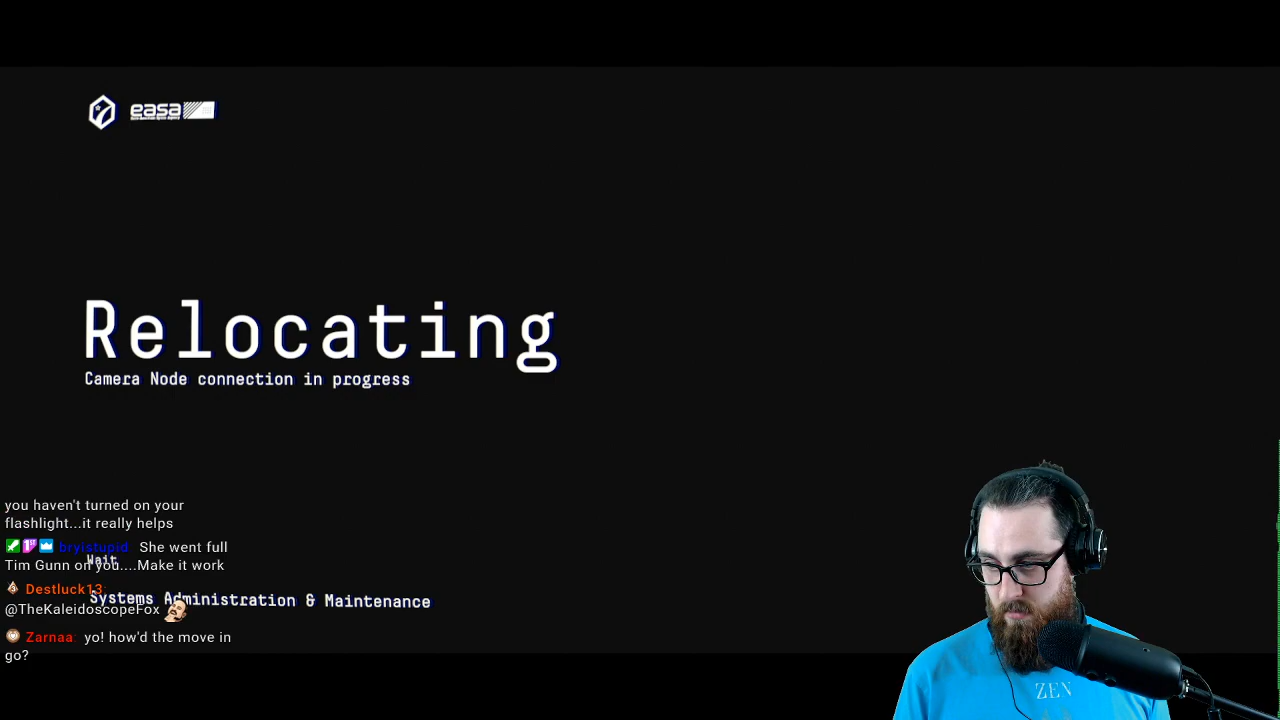 easa
Relocating
Camera Node connection in progress
you haven't turned on your
flashlight...it really helps
bryistupid She went full
Tim Gunn on you....Make it work
Wait
Destluck13:
@TheKaleidoscopeFox
Systems Administration & Maintenance
Zarnaa: yo! how'd the move in
go?
ZEN